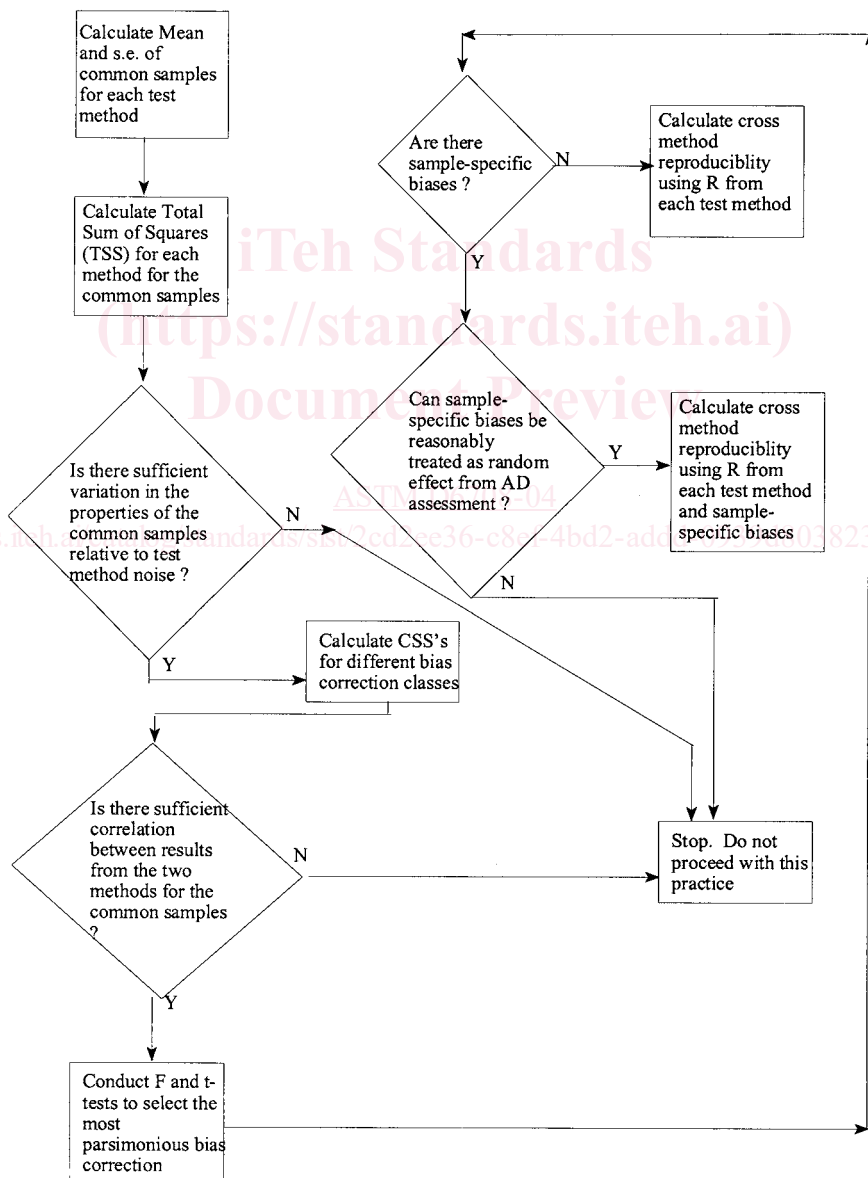 Calculate Mean
and s.e. of
common samples
for each test
method
Calculate Total
Sum of Squares
(TSS) for each
method for the
common samples
Is there sufficient
variation in the
properties of the
common samples
relative to test
method noise ?
N
Y
Calculate CSS's
for different bias
correction classes
Is there sufficient
correlation
between results
from the two
methods for the
common samples
?
N
Y
Conduct F and t-
tests to select the
most
parsimonious bias
correction
Are there
sample-specific
biases ?
N
Y
Calculate cross
method
reproduciblity
using R from
each test method
Can sample-
specific biases be
reasonably
treated as random
effect from AD
assessment ?
Y
N
Calculate cross
method
reproduciblity
using R from
each test method
and sample-
specific biases
Stop. Do not
proceed with this
practice
iTeh Standards
(https://standards.iteh.ai)
Document Preview